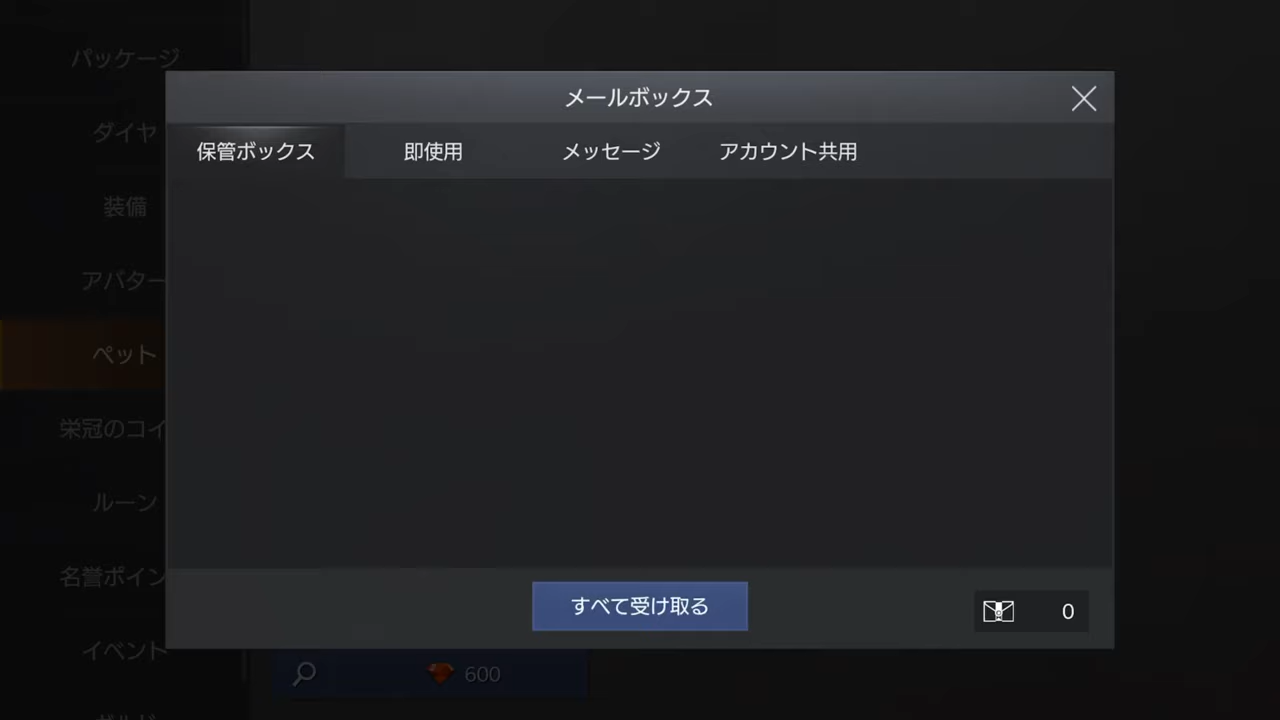 パッケージ
メールボックス
ダイヤ
保管ボックス
即使用
メッセージ
アカウント共用
装備
アバター
ペット
栄冠のコイ
ルーン
名誉ポイン
すべて受け取る
0
イベント
600